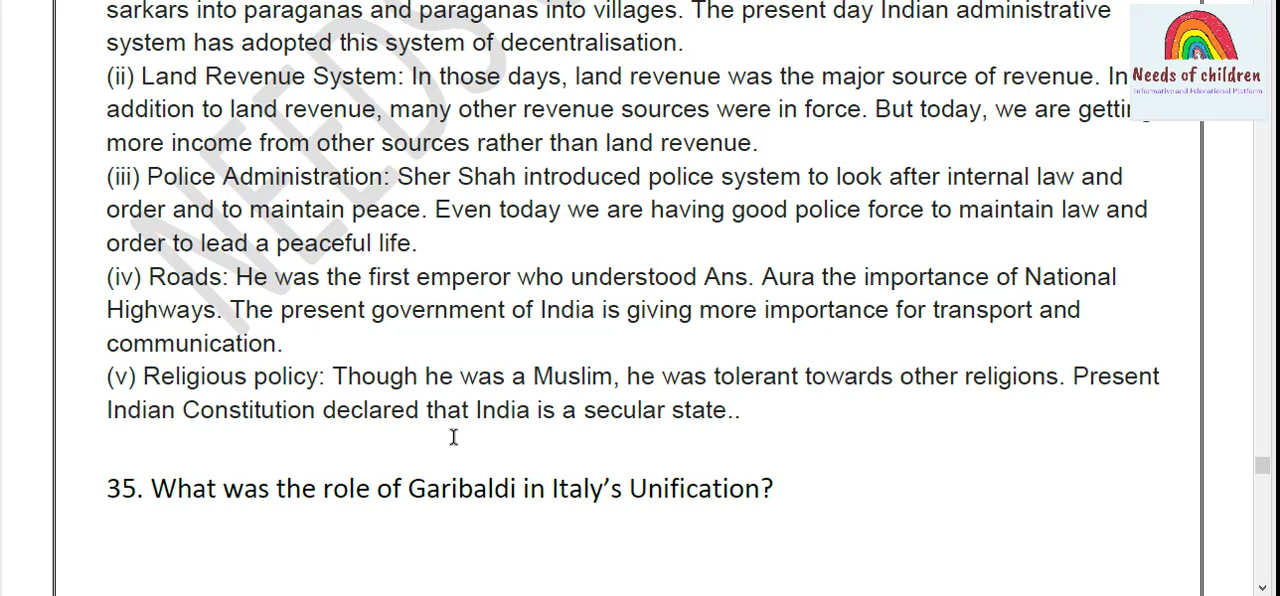 sarkars into paraganas and paraganas into villages. The present day Indian administrative
system has adopted this system of decentralisation.
(ii) Land Revenue System: In those days, land revenue was the major source of revenue. In
addition to land revenue, many other revenue sources were in force. But today, we are
more income from other sources rather than land revenue.
(iii) Police Administration: Sher Shah introduced police system to look after internal law and
order and to maintain peace. Even today we are having good police force to maintain law and
order to lead a peaceful life.
(iv) Roads: He was the first emperor who understood Ans. Aura the importance of National
Highways. The present government of India is giving more importance for transport and
communication.
(v) Religious policy: Though he was a Muslim, he was tolerant towards other religions. Present
Indian Constitution declared that India is a secular state..
35. What was the role of Garibaldi in Italy’s Unification?
Needs of children
Informative and Educational Platform
NEEDS